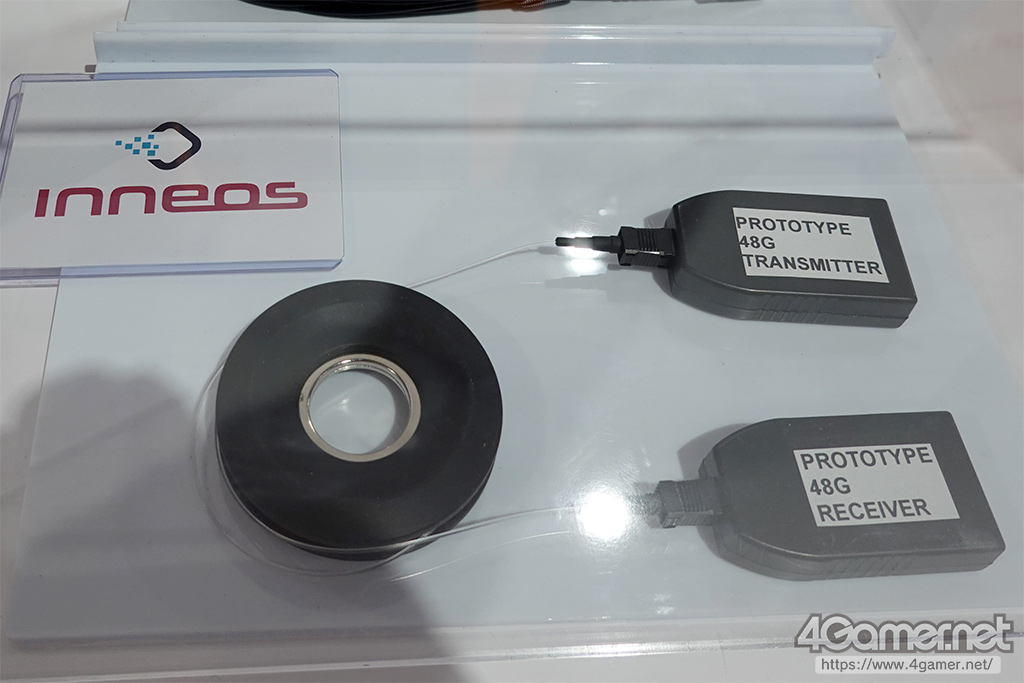 inneos
PROTOTYPE
48G
TRANSMITTER
PROTOTYPE
48G
RECEIVER
4Gamer.net
https://www.4gamer.net/